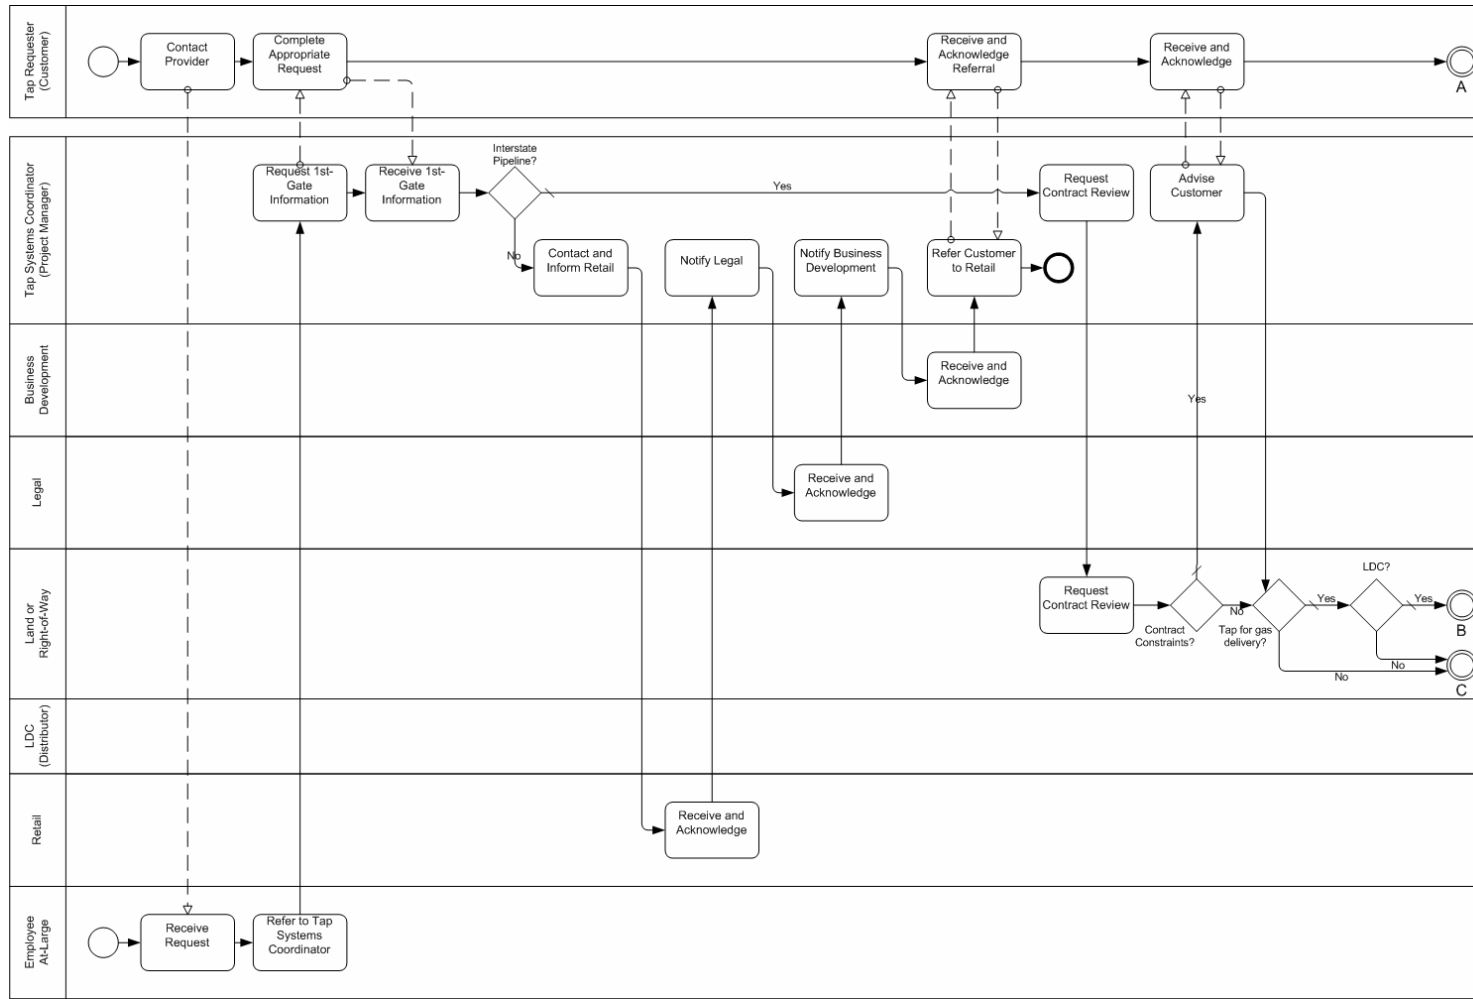 Tap Requester
(Customer)
Contact
Provider
Complete
Appropriate
Request
Receive and
Acknowledge
Referral
Receive and
Acknowledge
A
Tap Systems Coordinator
(Project Manager)
Request 1st-
Gate
Information
Receive 1st-
Gate
Information
Interstate
Pipeline?
Yes
No
Contact and
Inform Retail
Notify Legal
Notify Business
Development
Refer Customer
to Retail
Request
Contract Review
Advise
Customer
Business
Development
Receive and
Acknowledge
Yes
Legal
Receive and
Acknowledge
Land or
Right-of-Way
Request
Contract Review
Contract
Constraints?
No
Tap for gas
delivery?
Yes
LDC?
Yes
B
No
No
C
LDC
(Distributor)
Retail
Receive and
Acknowledge
Employee
At-Large
Receive
Request
Refer to Tap
Systems
Coordinator